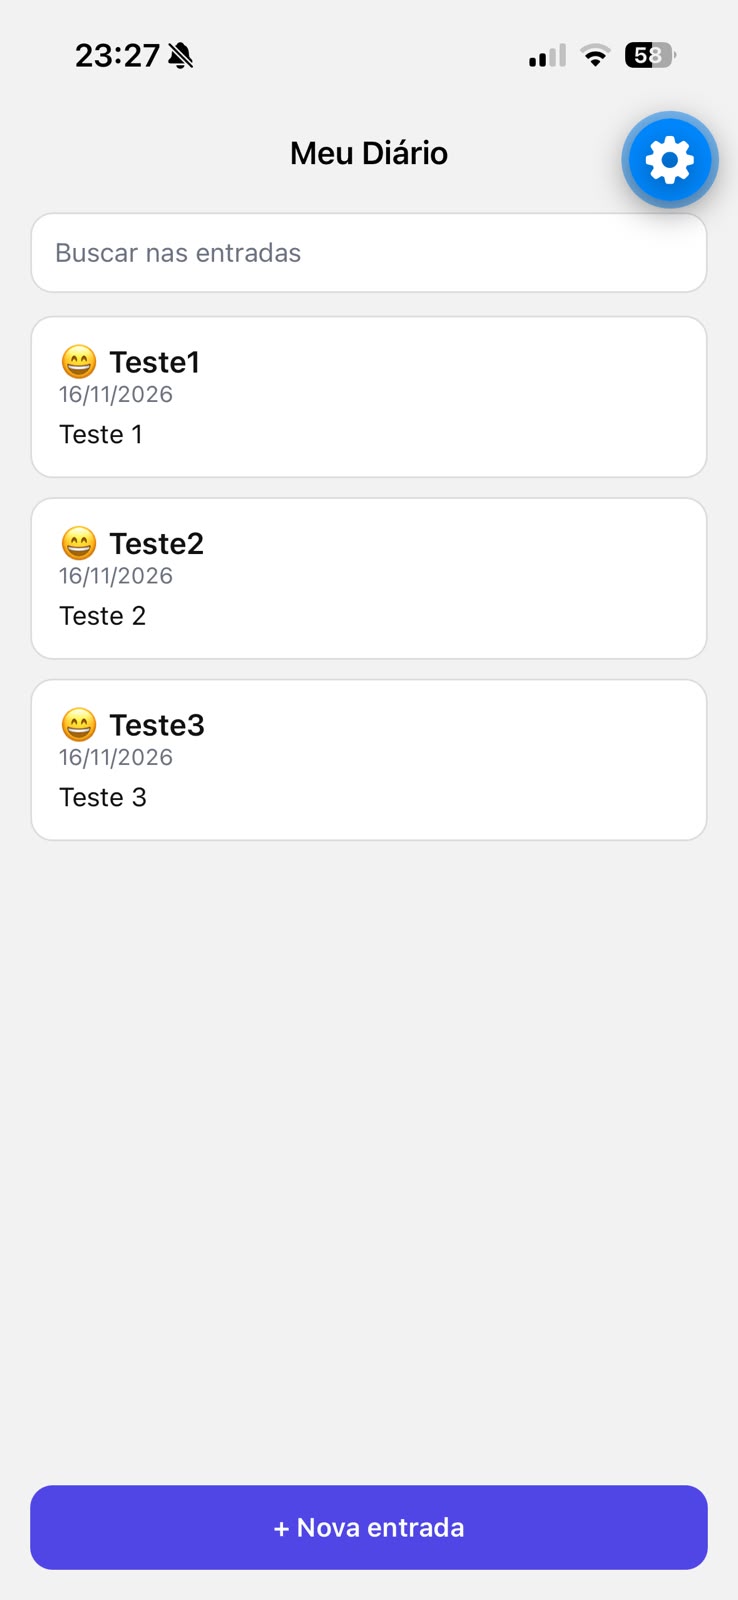 23:27
58
Meu Diário
Buscar nas entradas
😄 Teste1
16/11/2026
Teste 1
😄 Teste2
16/11/2026
Teste 2
😄 Teste3
16/11/2026
Teste 3
+ Nova entrada